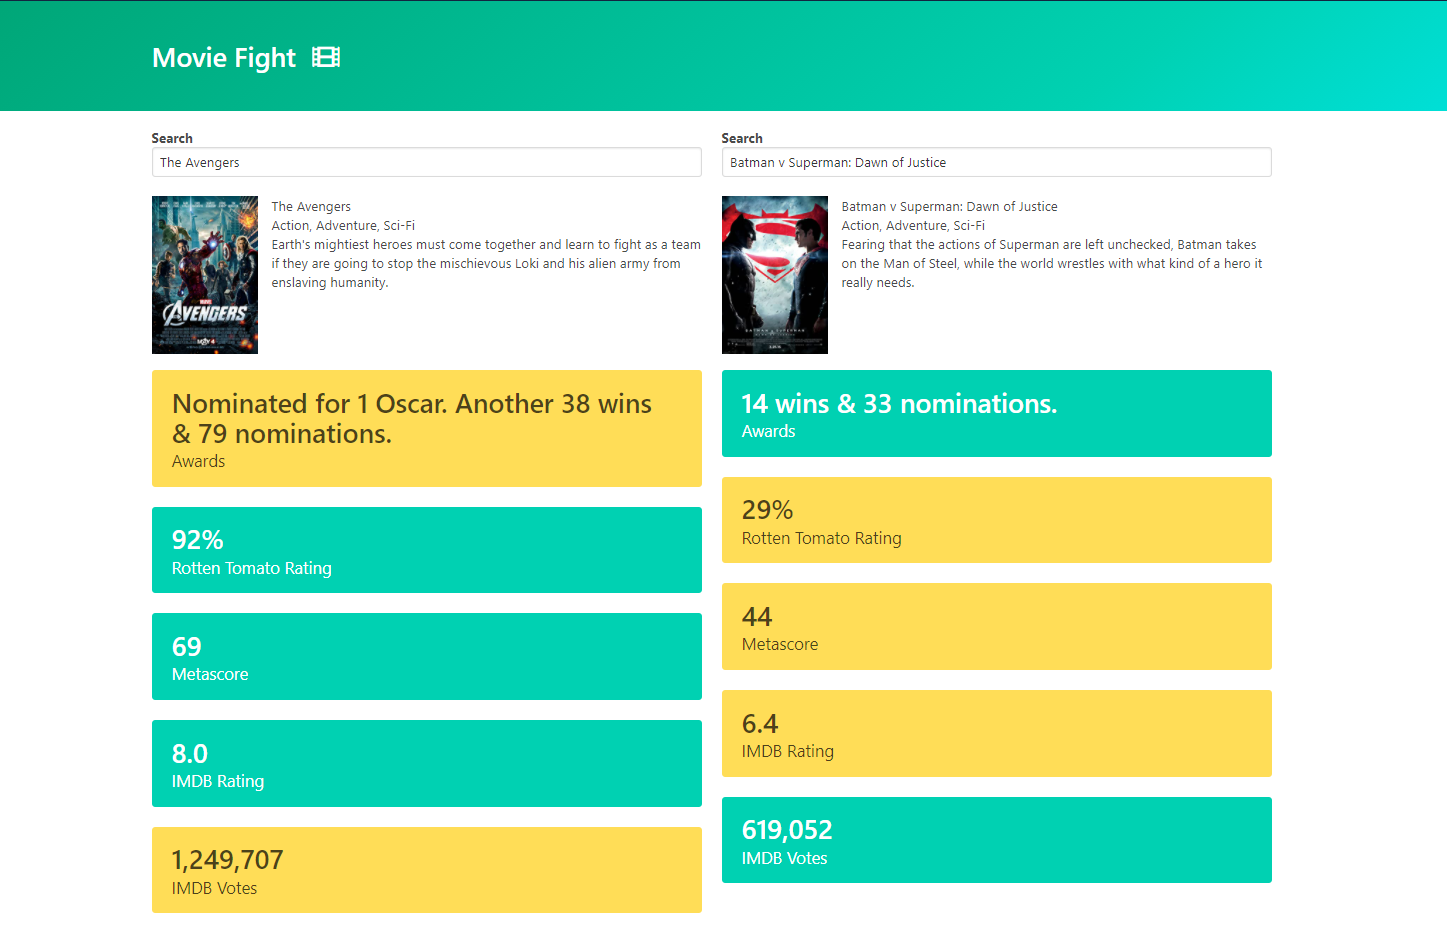 Movie Fight
Search
The Avengers
The Avengers
Action, Adventure, Sci-Fi
Earth's mightiest heroes must come together and learn to fight as a team
if they are going to stop the mischievous Loki and his alien army from
enslaving humanity.
MARVEL
AVENGERS
MAY 4
Nominated for 1 Oscar. Another 38 wins
& 79 nominations.
Awards
92%
Rotten Tomato Rating
69
Metascore
8.0
IMDB Rating
1,249,707
IMDB Votes
Search
Batman v Superman: Dawn of Justice
Batman v Superman: Dawn of Justice
Action, Adventure, Sci-Fi
Fearing that the actions of Superman are left unchecked, Batman takes
on the Man of Steel, while the world wrestles with what kind of a hero it
really needs.
BATMAN v SUPERMAN
14 wins & 33 nominations.
Awards
29%
Rotten Tomato Rating
44
Metascore
6.4
IMDB Rating
619,052
IMDB Votes